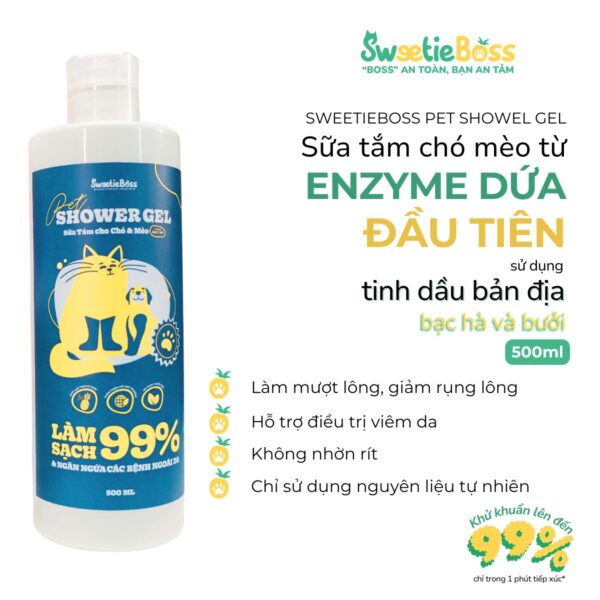 SweetieBoss
"BOSS" AN TOÀN, BẠN AN TÂM
SWEETIEBOSS PET SHOWEL GEL
Sữa tắm chó mèo từ
ENZYME DỨA
ĐẦU TIÊN
sử dụng
tinh dầu bản địa
bạc hà và bưởi
500ml
Làm mượt lông, giảm rụng lông
Hỗ trợ điều trị viêm da
Không nhờn rít
Chỉ sử dụng nguyên liệu tự nhiên
Khử khuẩn lên đến
99%
chỉ trong 1 phút tiếp xúc*
SweetieBoss
Pet
SHOWER GEL
Sữa Tắm cho Chó & Mèo
LÀM
SẠCH 99%
& NGĂN NGỪA CÁC BỆNH NGOÀI DA
500 ML